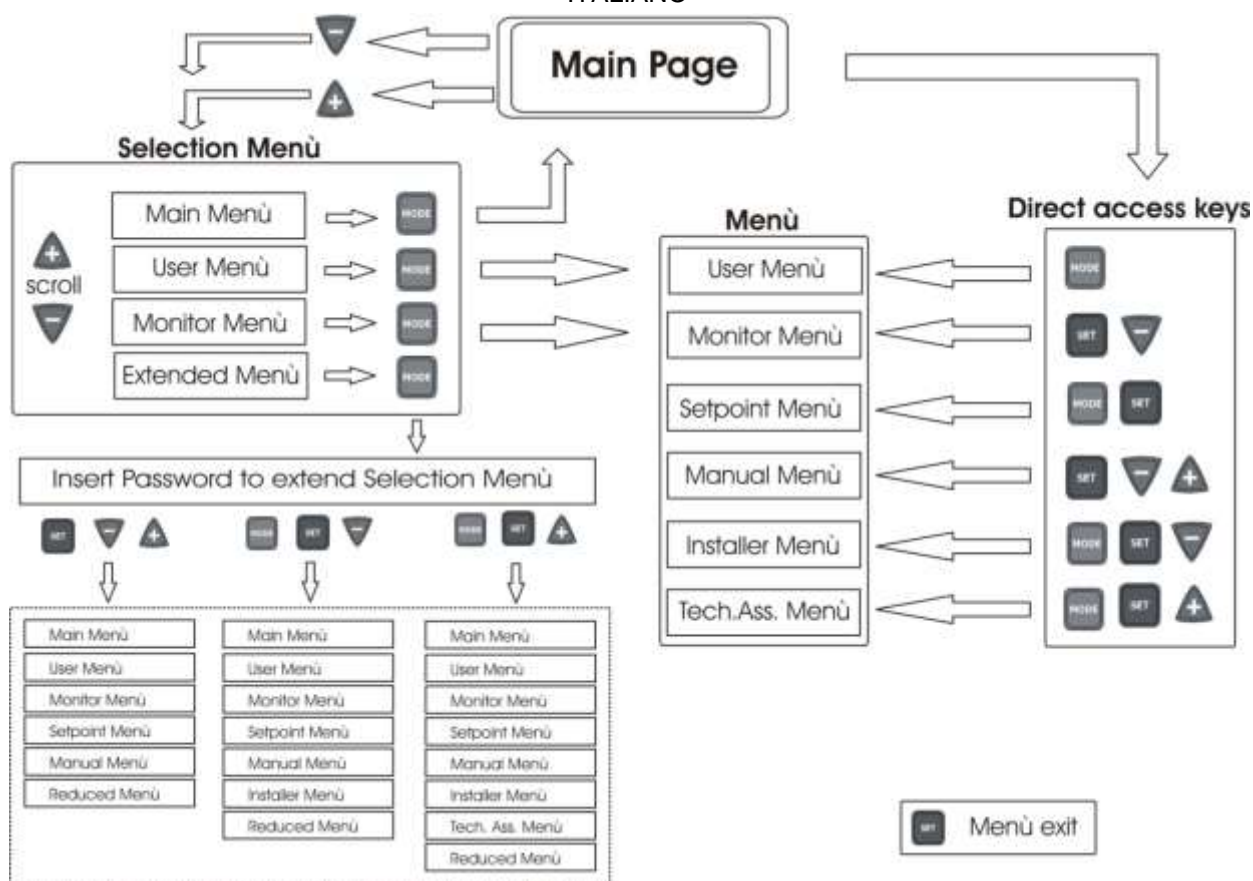 Main Page
Selection Menù
Main Menù
MODE
User Menù
MODE
scroll
Monitor Menù
MODE
Extended Menù
MODE
Insert Password to extend Selection Menù
SET
MODE SET
MODE SET
Main Menù
User Menù
Monitor Menù
Setpoint Menù
Manual Menù
Reduced Menù
Main Menù
User Menù
Monitor Menù
Setpoint Menù
Manual Menù
Installer Menù
Reduced Menù
Main Menù
User Menù
Monitor Menù
Setpoint Menù
Manual Menù
Installer Menù
Tech. Ass. Menù
Reduced Menù
Menù
User Menù
Monitor Menù
Setpoint Menù
Manual Menù
Installer Menù
Tech.Ass. Menù
Direct access keys
MODE
SET
MODE SET
SET
MODE SET
MODE SET
SET Menù exit